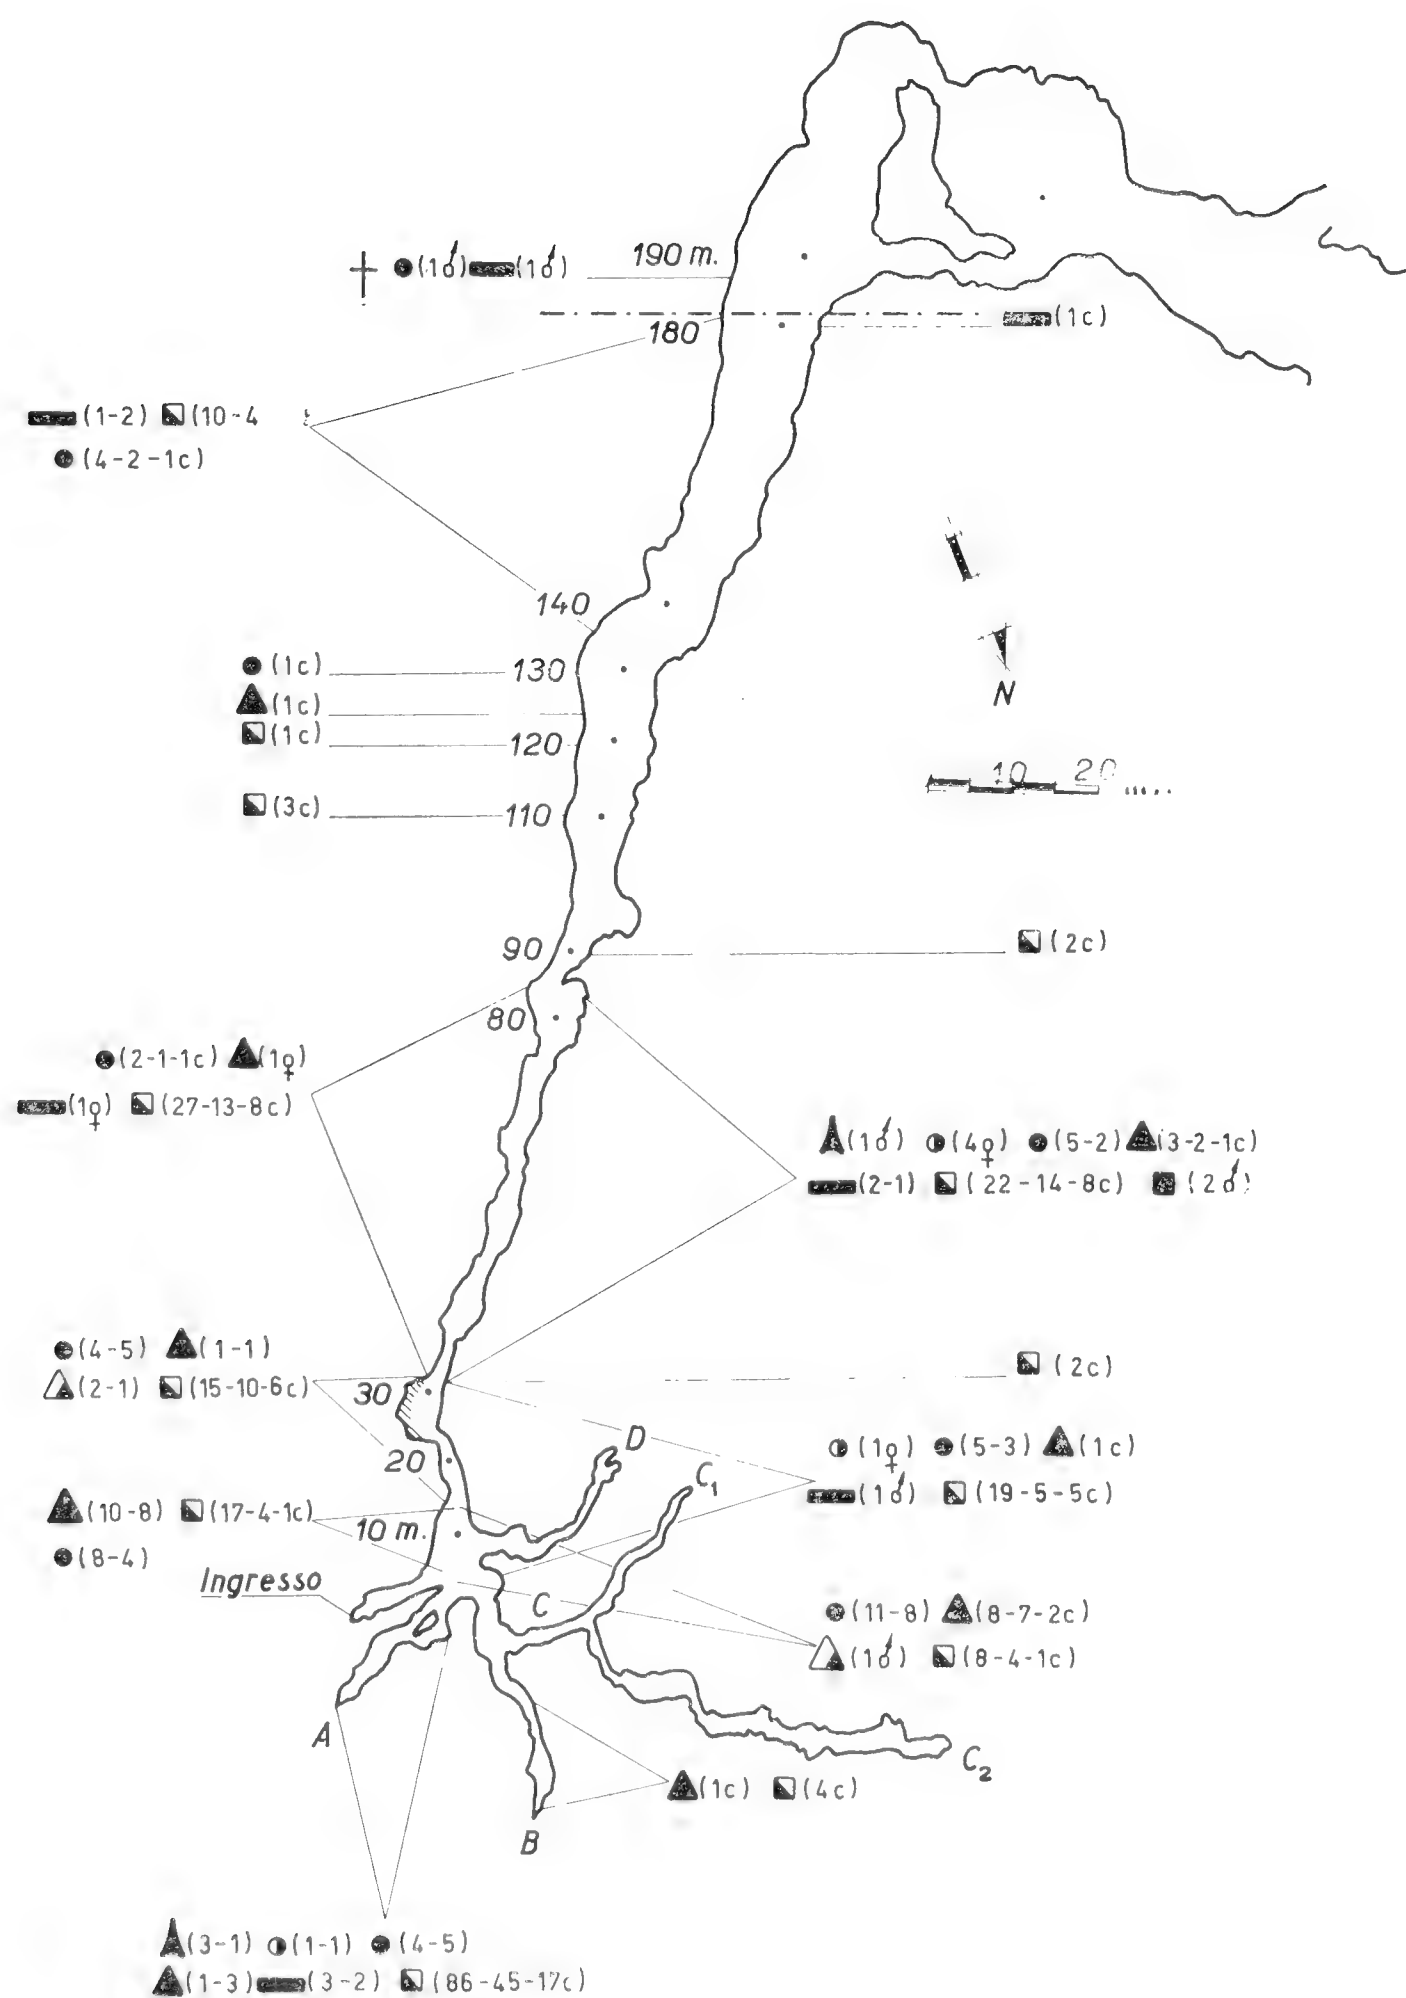 190 m.
(1♂) (1♂)
180
(1c)
(1-2) (10-4
(4-2-1c)
140
(1c) 130
(1c)
N
(1c) 120
10 20
(3c) 110
90 (2c)
80
(2-1-1c) (1♀)
(1♀) (27-13-8c)
(1♂) (4♀) (5-2) (3-2-1c)
(2-1) (22-14-8c) (2♂)
(4-5) (1-1)
(2c)
(2-1) (15-10-6c) 30
D
20
(1♀) (5-3) (1c)
C1
(1♂) (19-5-5c)
(10-8) (17-4-1c) 10 m.
(8-4)
Ingresso
C
(11-8) (8-7-2c)
(1♂) (8-4-1c)
A
C2
(1c) (4c)
B
(3-1) (1-1) (4-5)
(1-3) (3-2) (86-45-17c)